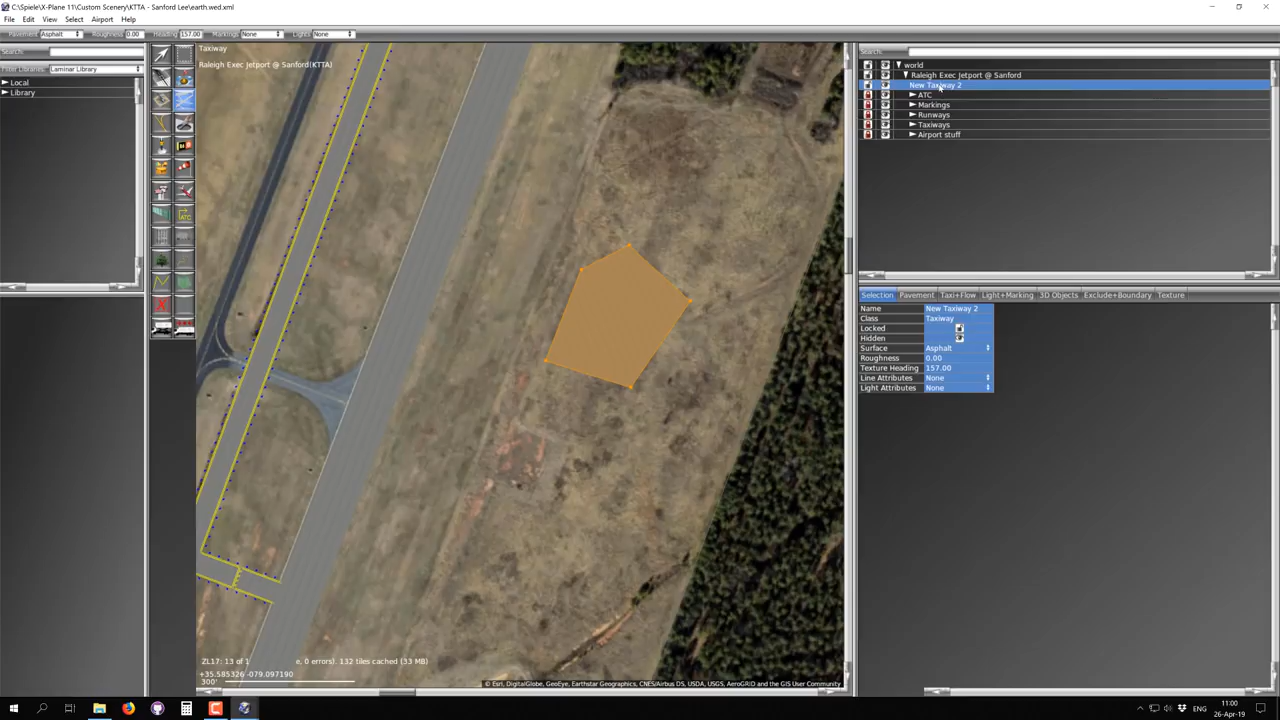 C:\Spiele\X-Plane 11\Custom Scenery\KTTA - Sanford Lee\earth.wed.xml
File Edit View Select Airport Help
Pavement Asphalt Roughness 0.00 Heading 157.00 Markings None Lights None
Search:
Filter Libraries: Laminar Library
Local
Library
Taxiway
Raleigh Exec Jetport @ Sanford(KTTA)
ATC
ZL17: 13 of 1 e, 0 errors). 132 tiles cached (33 MB)
+35.585326 -079.097190
300'
© Esri, DigitalGlobe, GeoEye, Earthstar Geographics, CNES/Airbus DS, USDA, USGS, AeroGRID and the GIS User Community
Search:
world
Raleigh Exec Jetport @ Sanford
New Taxiway 2
ATC
Markings
Runways
Taxiways
Airport stuff
Selection Pavement Taxi+Flow Light+Marking 3D Objects Exclude+Boundary Texture
Name New Taxiway 2
Class Taxiway
Locked
Hidden
Surface Asphalt
Roughness 0.00
Texture Heading 157.00
Line Attributes None
Light Attributes None
ENG
11:00
26-Apr-19